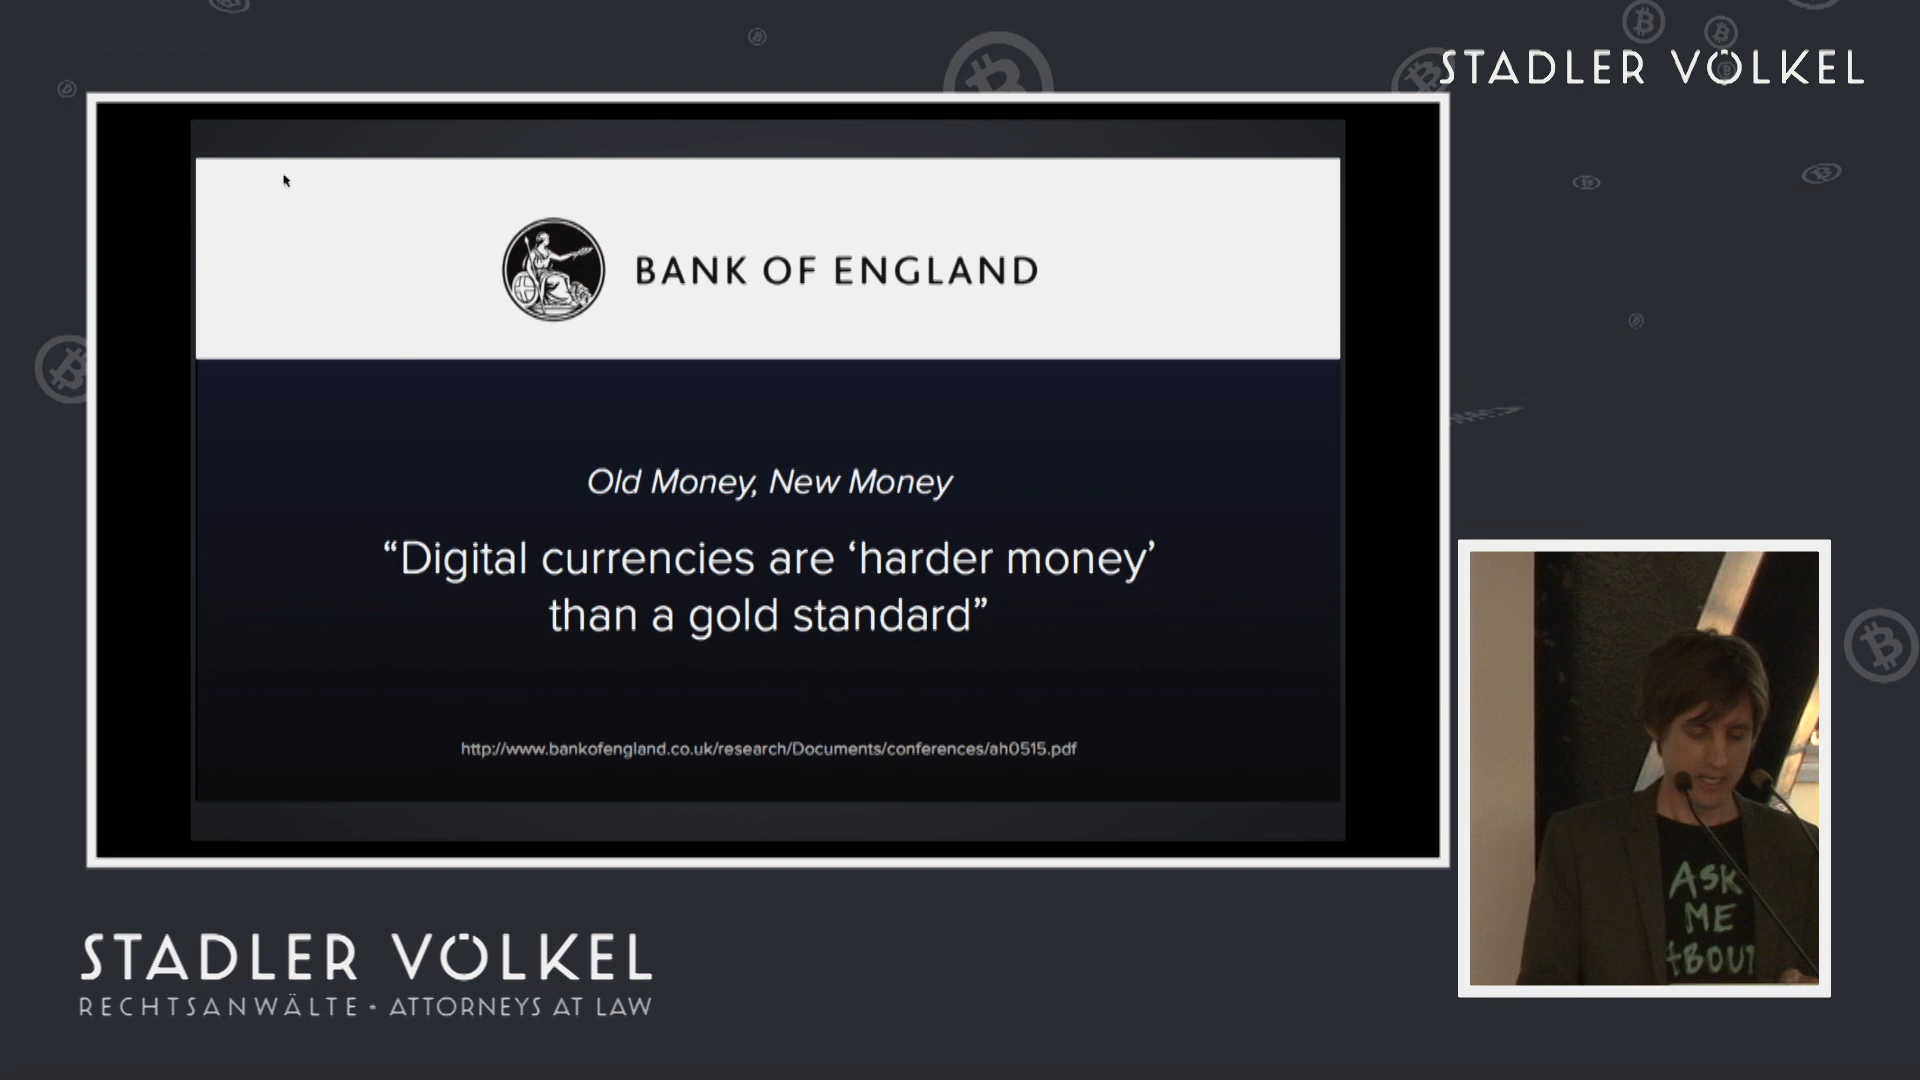 STADLER VÖLKEL
BANK OF ENGLAND
Old Money, New Money
“Digital currencies are ‘harder money’
than a gold standard”
http://www.bankofengland.co.uk/research/Documents/conferences/ah0515.pdf
ASK
ME
ABOUT
STADLER VÖLKEL
RECHTSANWÄLTE - ATTORNEYS AT LAW